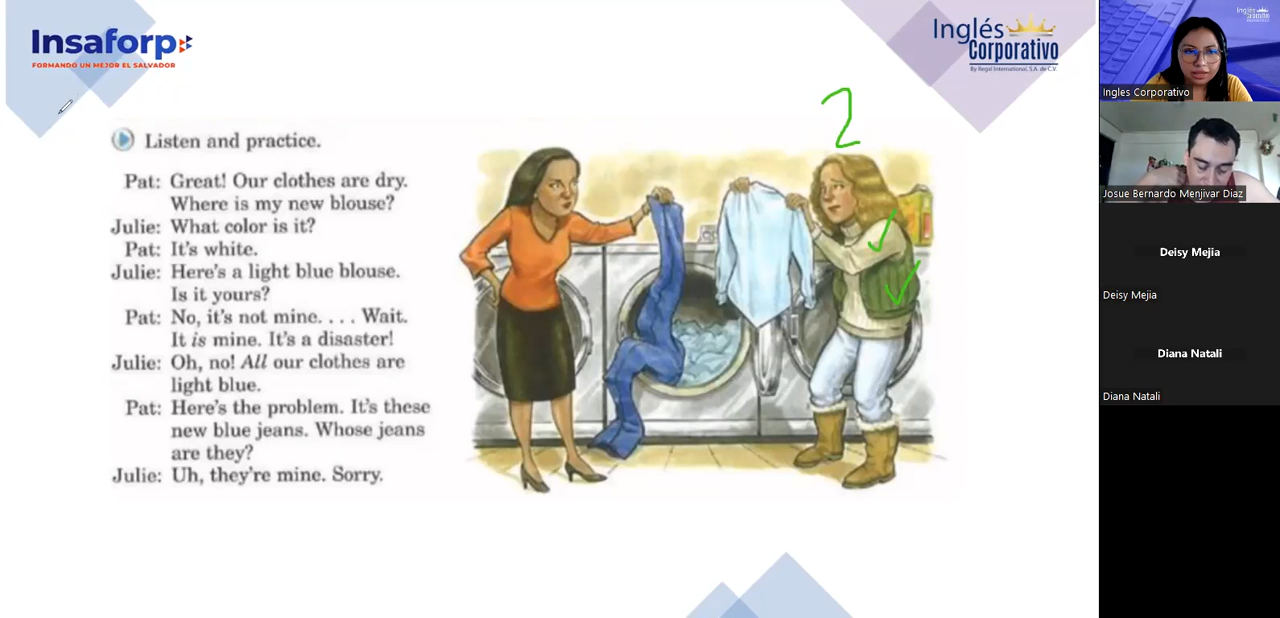 Insaforp
FORMANDO UN MEJOR EL SALVADOR
Inglés
Corporativo
By Regal International, S.A. de C.V.
2
Listen and practice.
Pat: Great! Our clothes are dry.
Where is my new blouse?
Julie: What color is it?
Pat: It's white.
Julie: Here's a light blue blouse.
Is it yours?
Pat: No, it's not mine. . . . Wait.
It is mine. It's a disaster!
Julie: Oh, no! All our clothes are
light blue.
Pat: Here's the problem. It's these
new blue jeans. Whose jeans
are they?
Julie: Uh, they're mine. Sorry.
Inglés
Corporativo
Ingles Corporativo
Josue Bernardo Menjivar Diaz
Deisy Mejia
Deisy Mejia
Diana Natali
Diana Natali